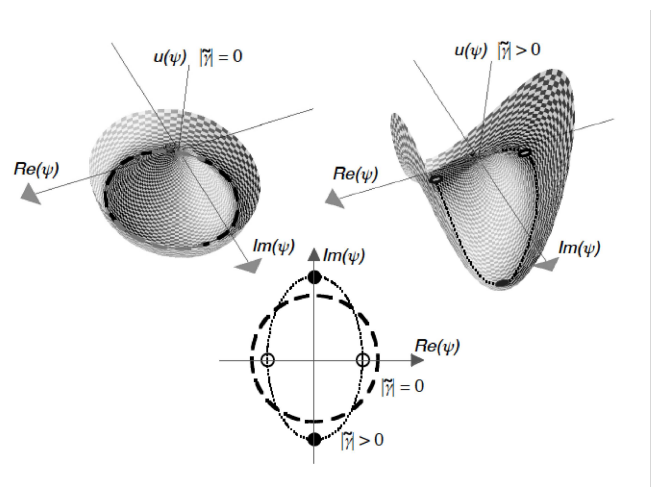 u(ψ) |γ̃| = 0
u(ψ) |γ̃| > 0
Re(ψ)
Re(ψ)
Im(ψ)
Im(ψ)
Im(ψ)
Re(ψ)
|γ̃| = 0
|γ̃| > 0